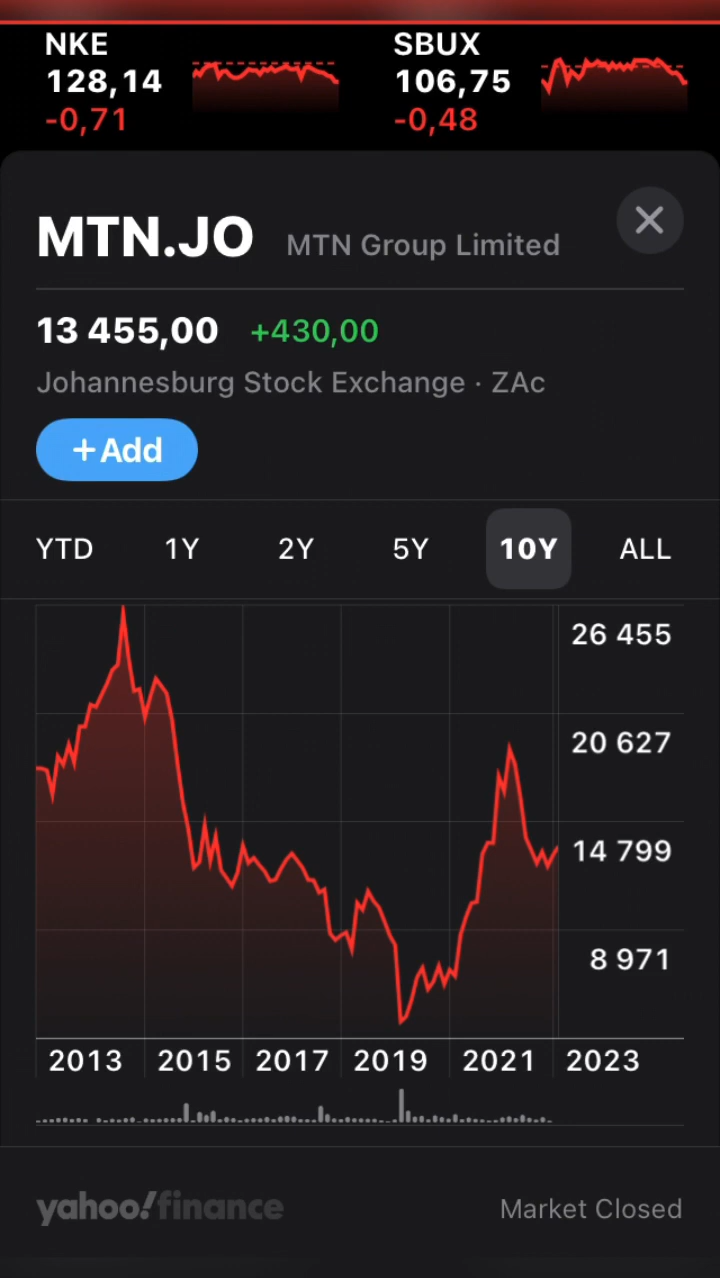 NKE
128,14
-0,71
SBUX
106,75
-0,48
MTN.JO MTN Group Limited
13 455,00 +430,00
Johannesburg Stock Exchange · ZAc
+Add
YTD 1Y 2Y 5Y 10Y ALL
26 455
20 627
14 799
8 971
2013 2015 2017 2019 2021 2023
yahoo!finance
Market Closed